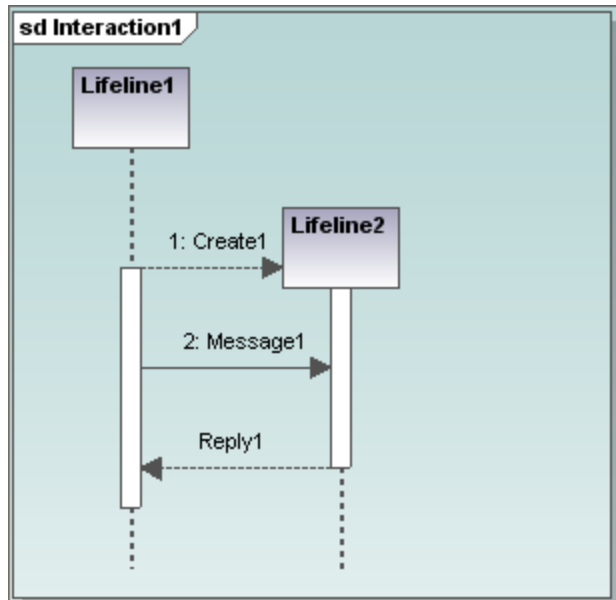 sd Interaction1
Lifeline1
Lifeline2
1: Create1
2: Message1
Reply1